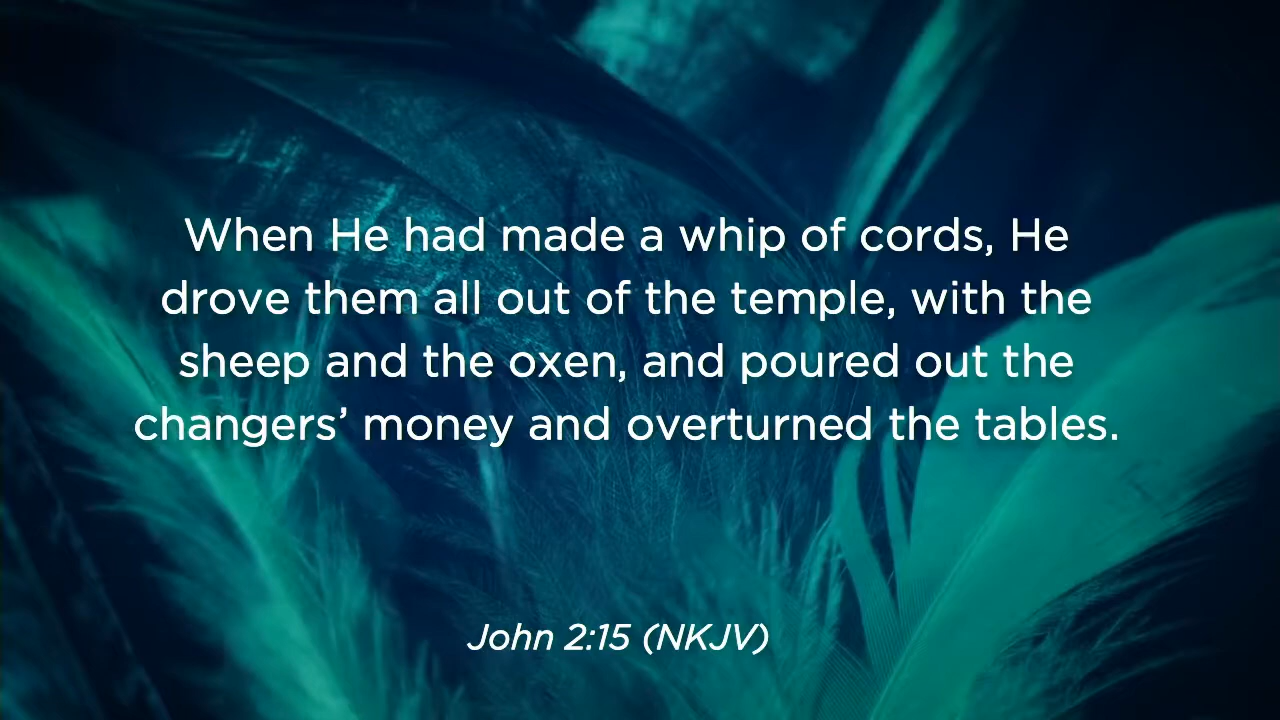 When He had made a whip of cords, He
drove them all out of the temple, with the
sheep and the oxen, and poured out the
changers’ money and overturned the tables.
John 2:15 (NKJV)